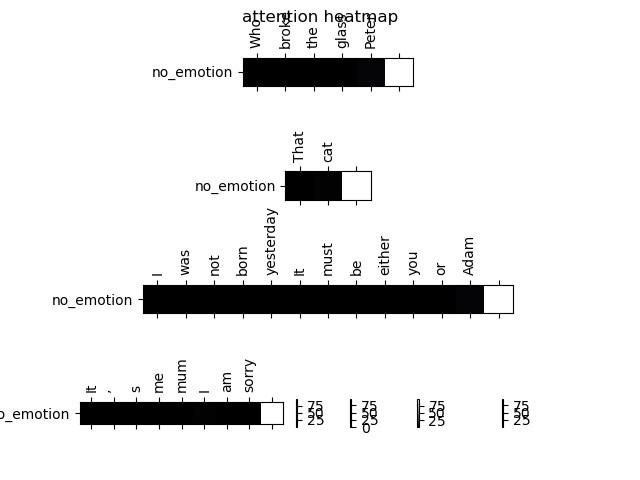 attention heatmap
Who broke the glass Peter
no_emotion
That cat
no_emotion
I was not born yesterday It must be either you or Adam
no_emotion
It , s me mum I am sorry
no_emotion
75 75 75 75
50 50 50 50
25 25 25 25
0